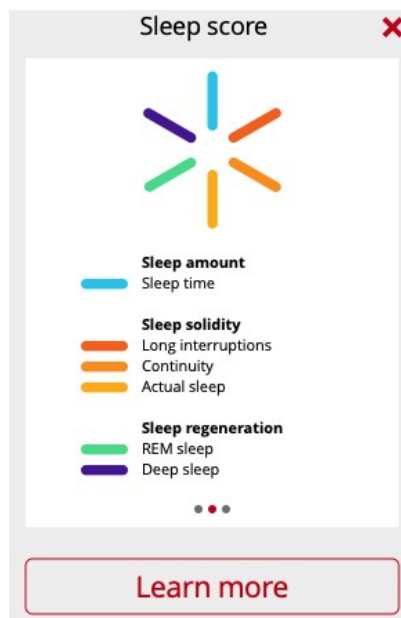 Sleep score
Sleep amount
Sleep time
Sleep solidity
Long interruptions
Continuity
Actual sleep
Sleep regeneration
REM sleep
Deep sleep
Learn more